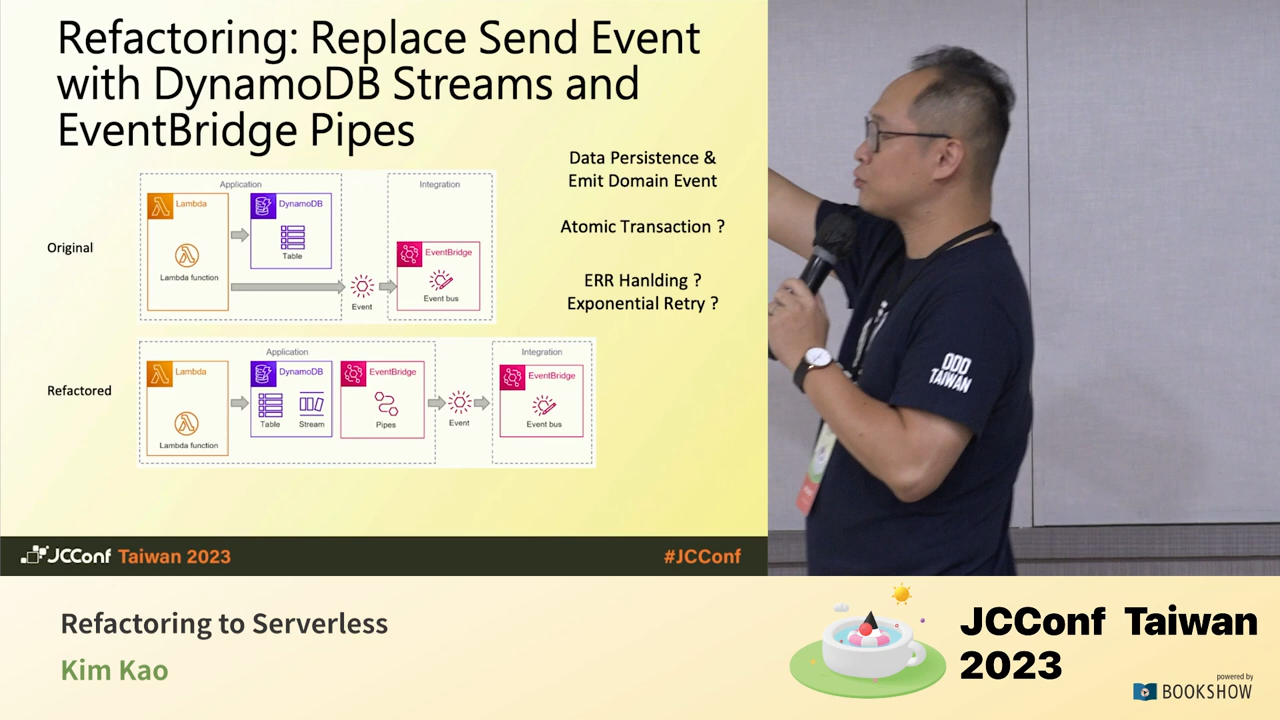 Refactoring: Replace Send Event
with DynamoDB Streams and
EventBridge Pipes
Data Persistence &
Emit Domain Event
Atomic Transaction ?
ERR Hanlding ?
Exponential Retry ?
Original
Application
Integration
Lambda
DynamoDB
Table
Lambda function
EventBridge
Event
Event bus
Refactored
Application
Integration
Lambda
DynamoDB
EventBridge
EventBridge
Table
Stream
Pipes
Event
Event bus
Lambda function
JCConf Taiwan 2023
#JCConf
ODD
TAIWAN
Refactoring to Serverless
Kim Kao
JCConf Taiwan
2023
powered by
BOOKSHOW